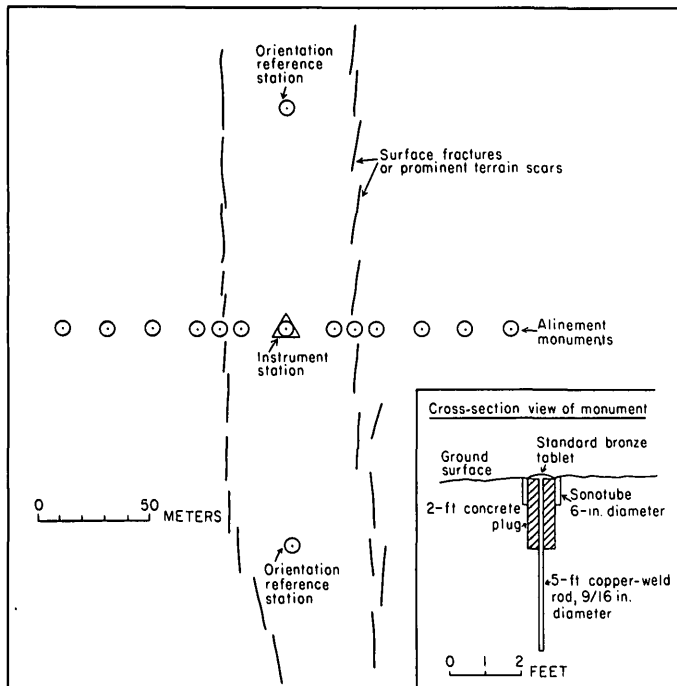 Orientation
reference
station
Surface fractures
or prominent terrain scars
Alinement
monuments
Instrument
station
0 50
METERS
Orientation
reference
station
Cross-section view of monument
Standard bronze
tablet
Ground
surface
2-ft concrete
plug
Sonotube
6-in. diameter
5-ft copper-weld
rod, 9/16 in.
diameter
0 1 2
FEET